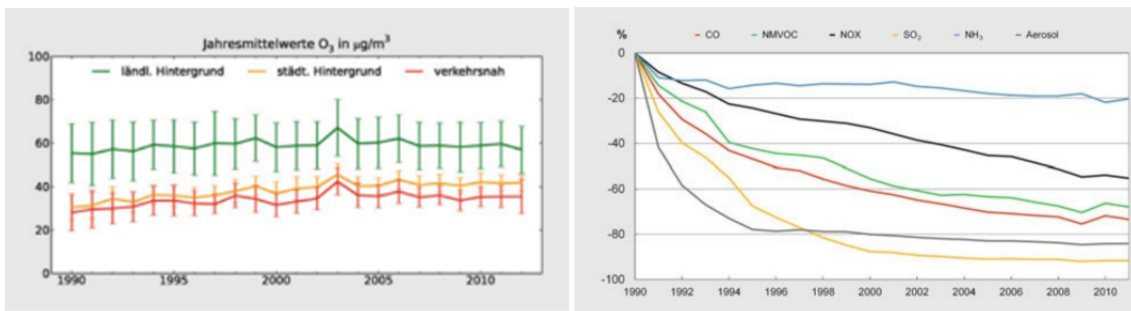 Jahresmittelwerte O₃ in µg/m³
100
ländl. Hintergrund städt. Hintergrund verkehrsnah
80
60
40
20
0
1990 1995 2000 2005 2010
% CO NMVOC NOX SO₂ NH₃ Aerosol
0
-20
-40
-60
-80
-100
1990 1992 1994 1996 1998 2000 2002 2004 2006 2008 2010